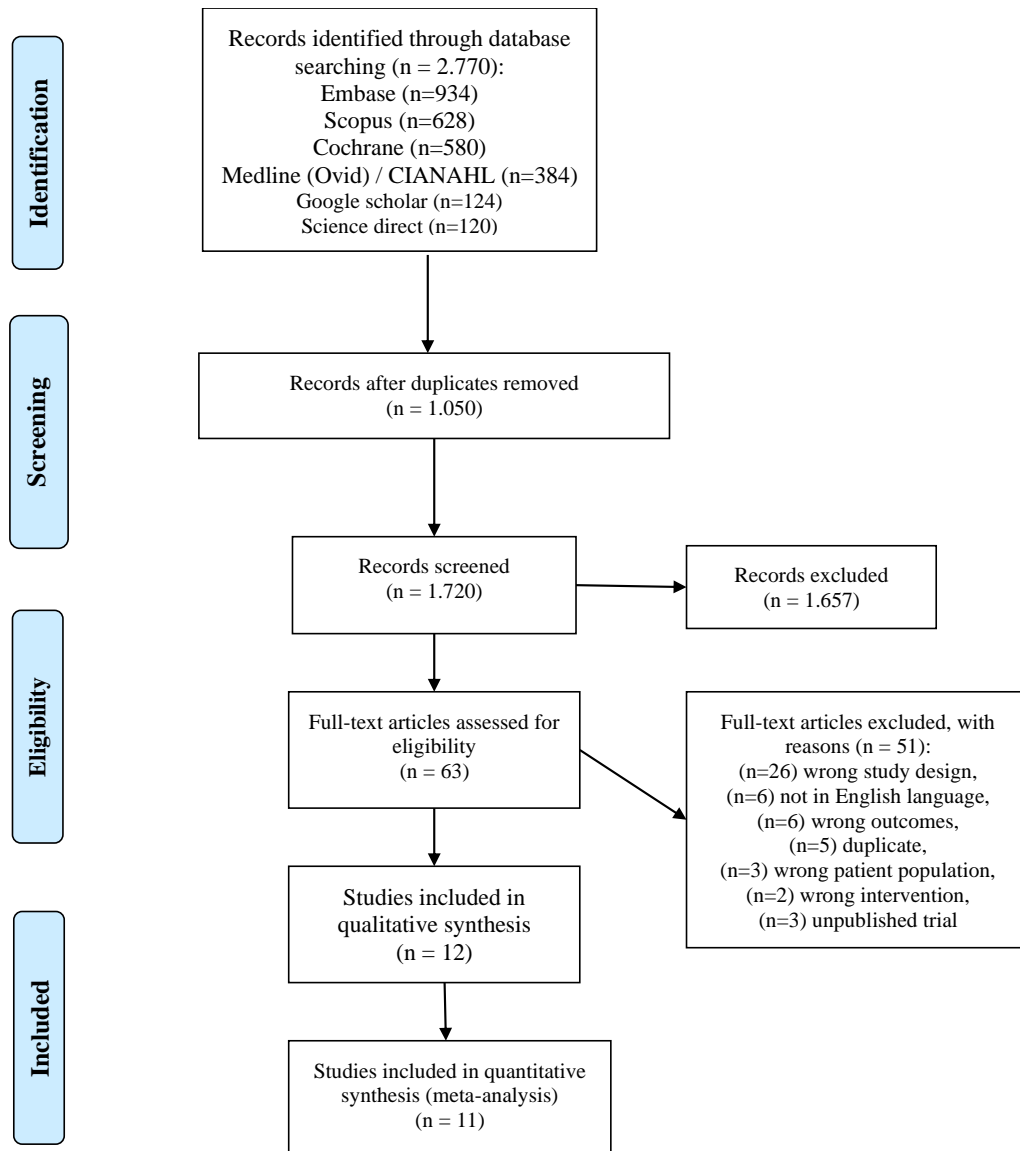 Identification
Records identified through database
searching (n = 2.770):
Embase (n=934)
Scopus (n=628)
Cochrane (n=580)
Medline (Ovid) / CIANAHL (n=384)
Google scholar (n=124)
Science direct (n=120)
Screening
Records after duplicates removed
(n = 1.050)
Records screened
(n = 1.720)
Records excluded
(n = 1.657)
Eligibility
Full-text articles assessed for
eligibility
(n = 63)
Full-text articles excluded, with
reasons (n = 51):
(n=26) wrong study design,
(n=6) not in English language,
(n=6) wrong outcomes,
(n=5) duplicate,
(n=3) wrong patient population,
(n=2) wrong intervention,
(n=3) unpublished trial
Studies included in
qualitative synthesis
(n = 12)
Included
Studies included in quantitative
synthesis (meta-analysis)
(n = 11)